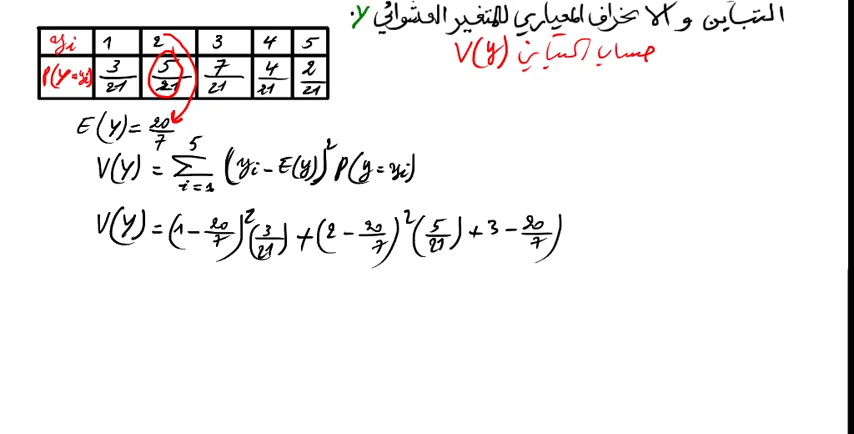 التباين والانحراف المعياري للمتغير العشوائي Y.
حساب التباين V(y)
yi 1 2 3 4 5
P(Y=yi) 3/21 5/21 7/21 4/21 2/21
E(Y)=20/7
V(Y) = ∑_{i=1}^{5} (yi − E(y))² P(y=yi)
V(Y) = (1 − 20/7)² (3/21) + (2 − 20/7)² (5/21) + 3 − 20/7)